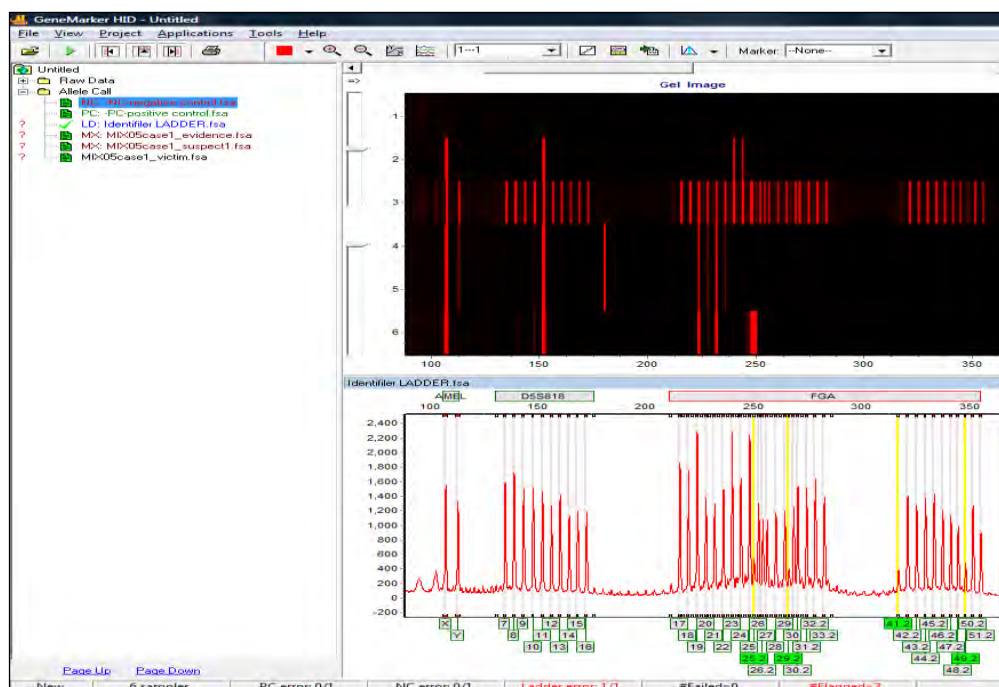 GeneMarker HID - Untitled
File View Project Applications Tools Help
1---1 Marker: --None--
Untitled
Raw Data
Allele Call
NC: -NC-negative control.fsa
PC: -PC-positive control.fsa
? LD: Identifiler LADDER.fsa
? MX: MIX05case1_evidence.fsa
? MX: MIX05case1_suspect1.fsa
MIX05case1_victim.fsa
Page Up Page Down
=>
Gel Image
1
2
3
4
5
6
100 150 200 250 300 350
Identifiler LADDER.fsa
AMEL D5S818 FGA
100 150 200 250 300 350
2,400
2,200
2,000
1,800
1,600
1,400
1,200
1,000
800
600
400
200
0
-200
X 7 9 12 15 17 20 23 26 29 32.2 41.2 45.2 50.2
Y 8 11 14 16 18 21 24 27 30 33.2 42.2 46.2 51.2
10 13 19 22 25 28 31.2 43.2 47.2
25.2 29.2 44.2 49.2
26.2 30.2 48.2
New 6 samples PC error: 0/1 NC error: 0/1 Ladder error: 1/1 #Failed=0 #Flagged=3